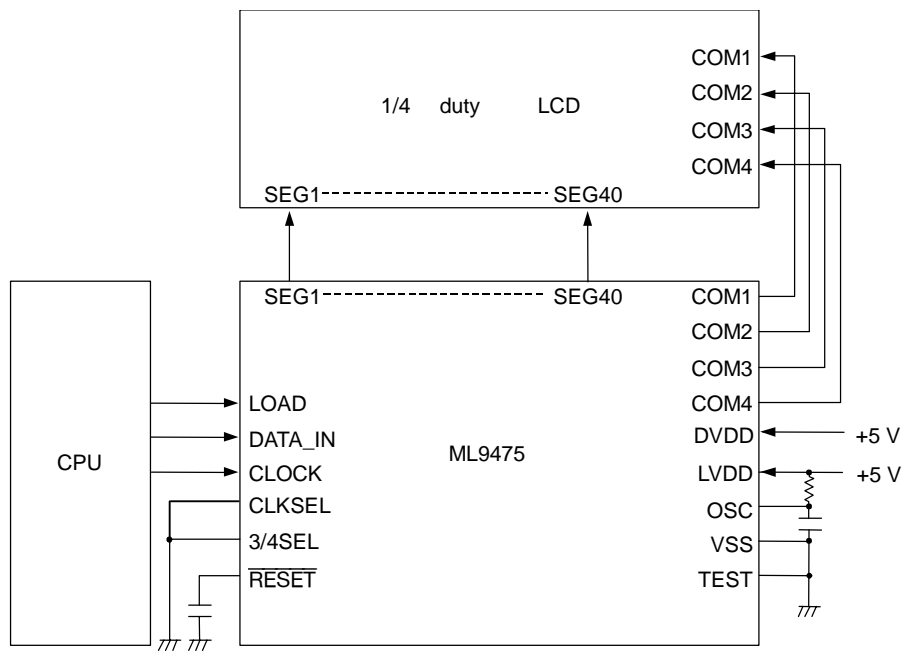 COM1
COM2
1/4 duty LCD
COM3
COM4
SEG1 SEG40
SEG1 SEG40
COM1
COM2
COM3
COM4
LOAD
DATA_IN
CLOCK
CLKSEL
3/4SEL
RESET
CPU
ML9475
DVDD
+5 V
LVDD
+5 V
OSC
VSS
TEST